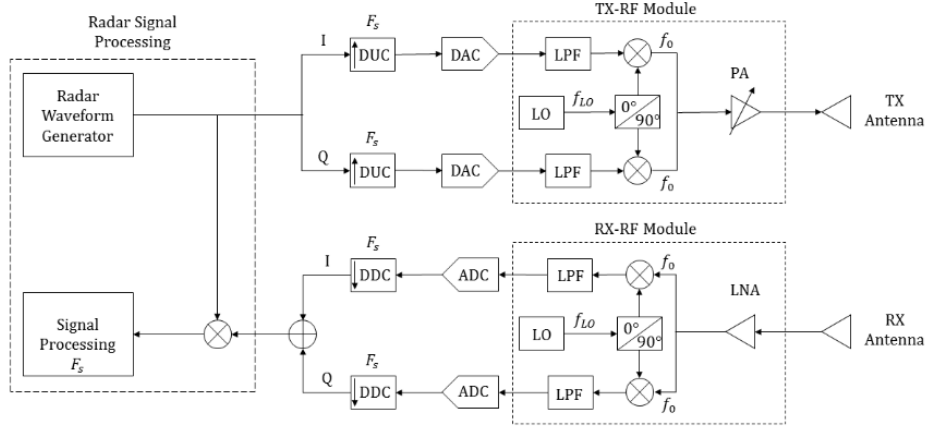 Radar Signal
Processing
Radar
Waveform
Generator
I
F_s
DUC
DAC
Q
F_s
DUC
DAC
TX-RF Module
LPF
f_0
LO
f_LO
0°
90°
LPF
f_0
PA
TX
Antenna
Signal
Processing
F_s
I
F_s
DDC
ADC
Q
F_s
DDC
ADC
RX-RF Module
LPF
f_0
LO
f_LO
0°
90°
LPF
f_0
LNA
RX
Antenna